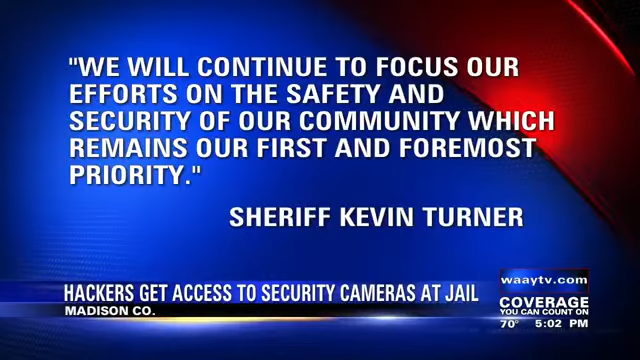 "WE WILL CONTINUE TO FOCUS OUR
EFFORTS ON THE SAFETY AND
SECURITY OF OUR COMMUNITY WHICH
REMAINS OUR FIRST AND FOREMOST
PRIORITY."
SHERIFF KEVIN TURNER
HACKERS GET ACCESS TO SECURITY CAMERAS AT JAIL
MADISON CO.
waaytv.com
COVERAGE
YOU CAN COUNT ON
70° 5:02 PM